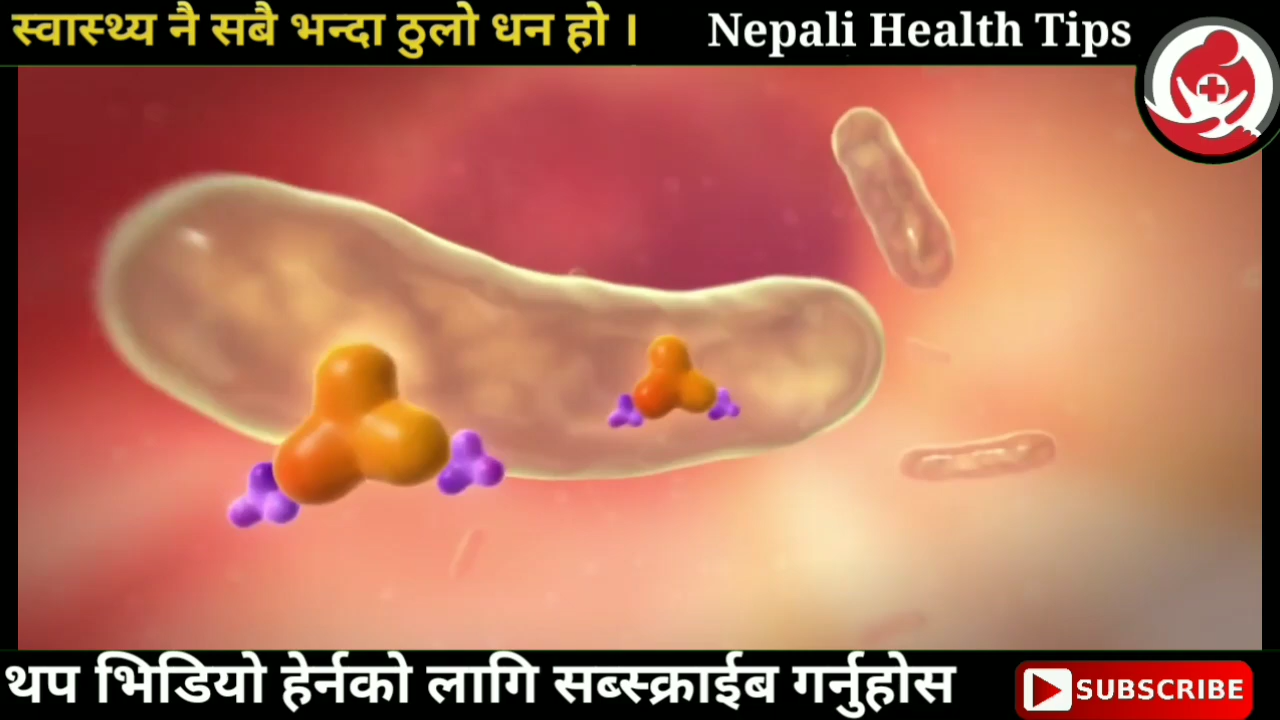 स्वास्थ्य नै सबै भन्दा ठुलो धन हो ।
Nepali Health Tips
थप भिडियो हेर्नको लागि सब्स्क्राईब गर्नुहोस
SUBSCRIBE